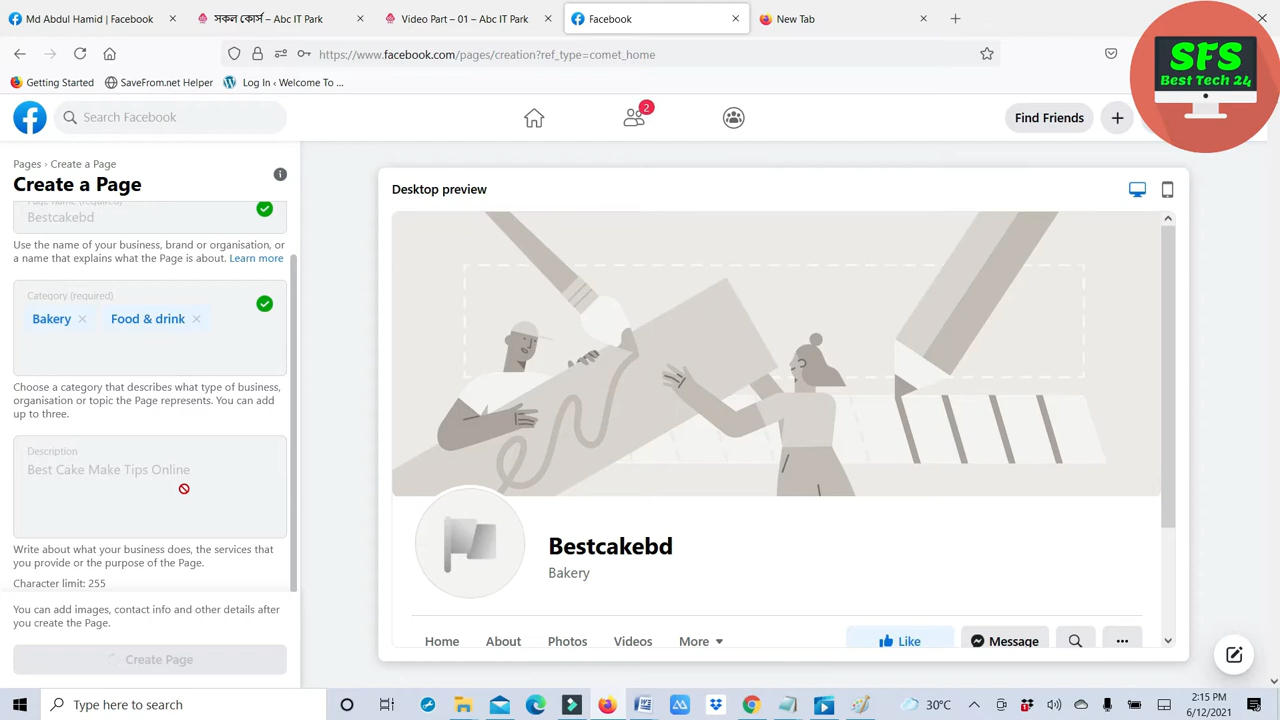 Md Abdul Hamid | Facebook
সকল কোর্স – Abc IT Park
Video Part – 01 – Abc IT Park
Facebook
New Tab
https://www.facebook.com/pages/creation?ref_type=comet_home
Getting Started
SaveFrom.net Helper
Log In ‹ Welcome To ...
SFS
Best Tech 24
Search Facebook
2
Find Friends
Pages › Create a Page
Create a Page
Page name (required)
Bestcakebd
Use the name of your business, brand or organisation, or
a name that explains what the Page is about. Learn more
Category (required)
Bakery
Food & drink
Choose a category that describes what type of business,
organisation or topic the Page represents. You can add
up to three.
Description
Best Cake Make Tips Online
Write about what your business does, the services that
you provide or the purpose of the Page.
Character limit: 255
You can add images, contact info and other details after
you create the Page.
Create Page
Desktop preview
Bestcakebd
Bakery
Home
About
Photos
Videos
More
Like
Message
Type here to search
30°C
2:15 PM
6/12/2021